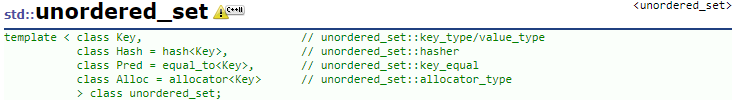 <unordered_set>
std::unordered_set C++11
template < class Key,                        // unordered_set::key_type/value_type
           class Hash = hash<Key>,           // unordered_set::hasher
           class Pred = equal_to<Key>,       // unordered_set::key_equal
           class Alloc = allocator<Key>      // unordered_set::allocator_type
           > class unordered_set;